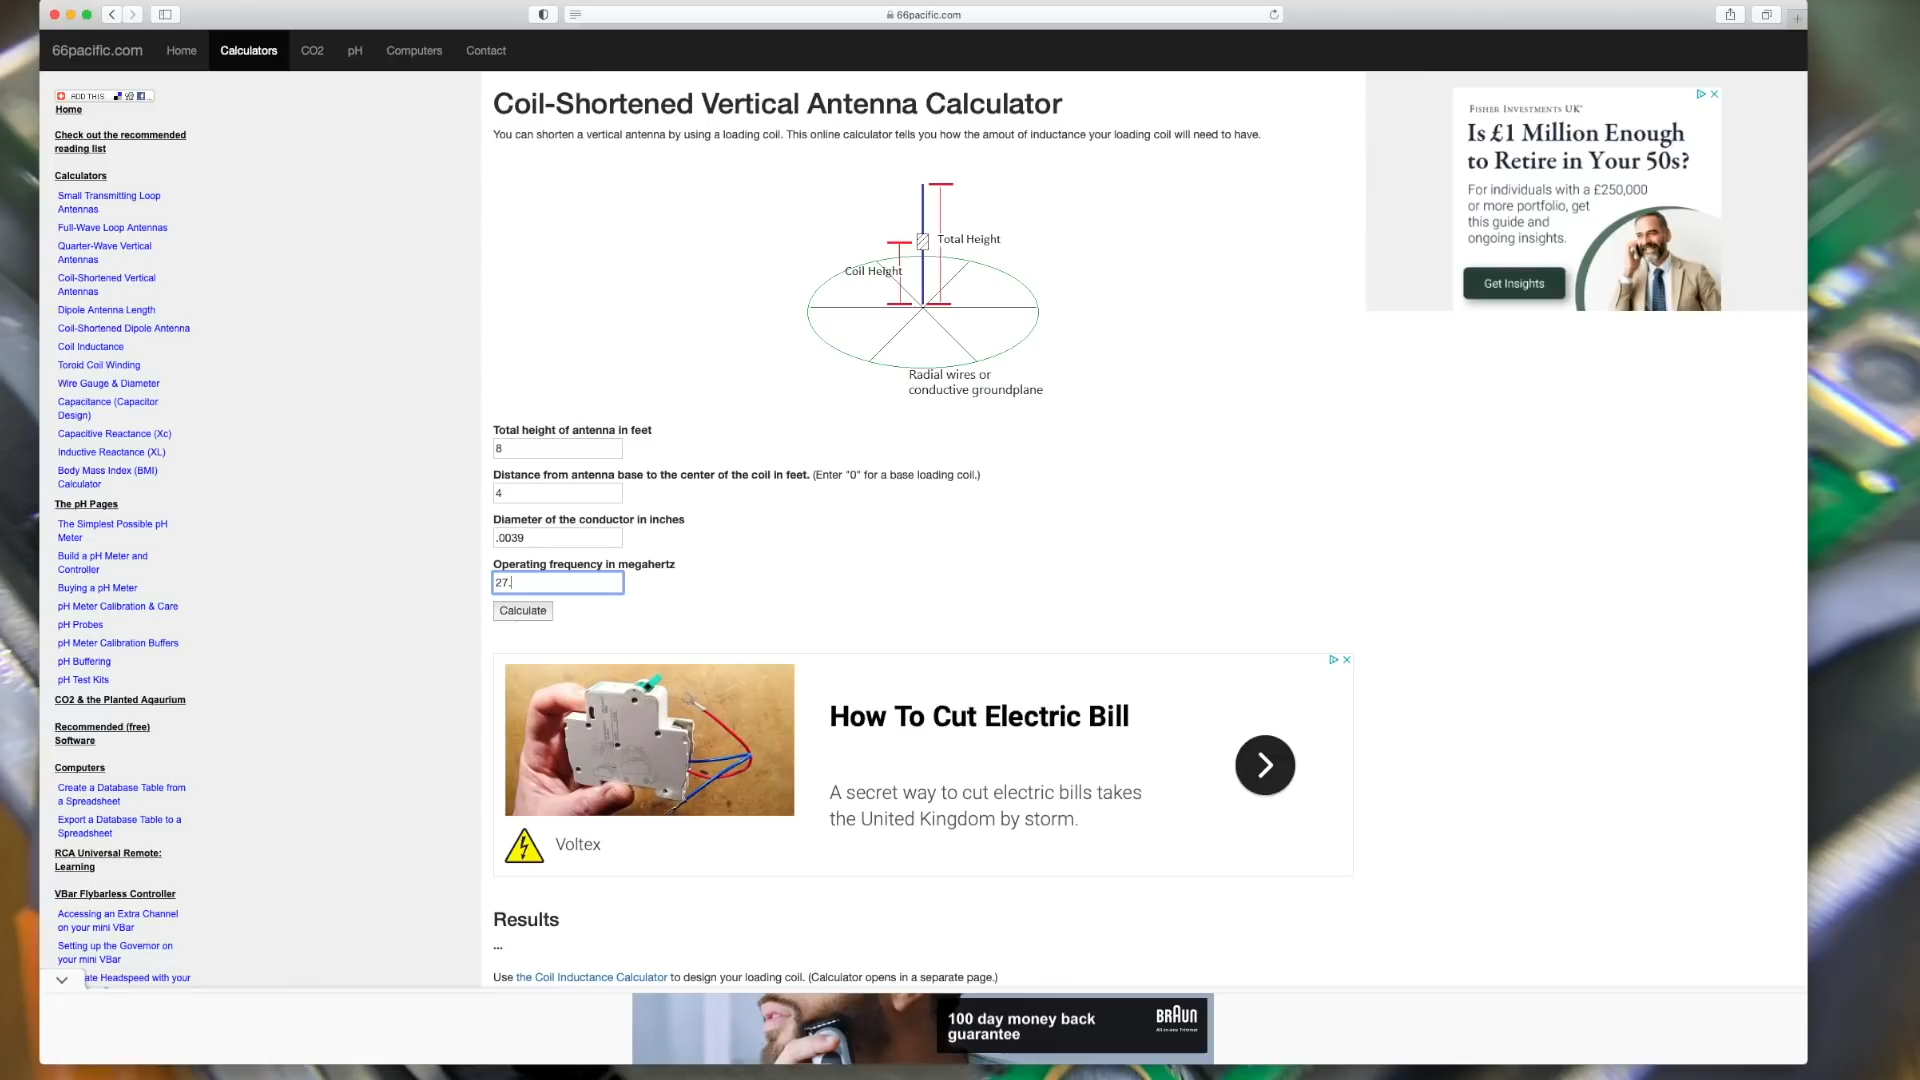 66pacific.com
66pacific.com
Home
Calculators
CO2
pH
Computers
Contact
ADD THIS
Home
Check out the recommended
reading list
Calculators
Small Transmitting Loop
Antennas
Full-Wave Loop Antennas
Quarter-Wave Vertical
Antennas
Coil-Shortened Vertical
Antennas
Dipole Antenna Length
Coil-Shortened Dipole Antenna
Coil Inductance
Toroid Coil Winding
Wire Gauge & Diameter
Capacitance (Capacitor
Design)
Capacitive Reactance (Xc)
Inductive Reactance (XL)
Body Mass Index (BMI)
Calculator
The pH Pages
The Simplest Possible pH
Meter
Build a pH Meter and
Controller
Buying a pH Meter
pH Meter Calibration & Care
pH Probes
pH Meter Calibration Buffers
pH Buffering
pH Test Kits
CO2 & the Planted Aqaurium
Recommended (free)
Software
Computers
Create a Database Table from
a Spreadsheet
Export a Database Table to a
Spreadsheet
RCA Universal Remote:
Learning
VBar Flybarless Controller
Accessing an Extra Channel
on your mini VBar
Setting up the Governor on
your mini VBar
ate Headspeed with your
Coil-Shortened Vertical Antenna Calculator
You can shorten a vertical antenna by using a loading coil. This online calculator tells you how the amout of inductance your loading coil will need to have.
Total Height
Coil Height
Radial wires or
conductive groundplane
Total height of antenna in feet
8
Distance from antenna base to the center of the coil in feet. (Enter "0" for a base loading coil.)
4
Diameter of the conductor in inches
.0039
Operating frequency in megahertz
27.
Calculate
How To Cut Electric Bill
A secret way to cut electric bills takes
the United Kingdom by storm.
Voltex
Results
...
Use the Coil Inductance Calculator to design your loading coil. (Calculator opens in a separate page.)
FISHER INVESTMENTS UK
Is £1 Million Enough
to Retire in Your 50s?
For individuals with a £250,000
or more portfolio, get
this guide and
ongoing insights.
Get Insights
100 day money back
guarantee
BRAUN